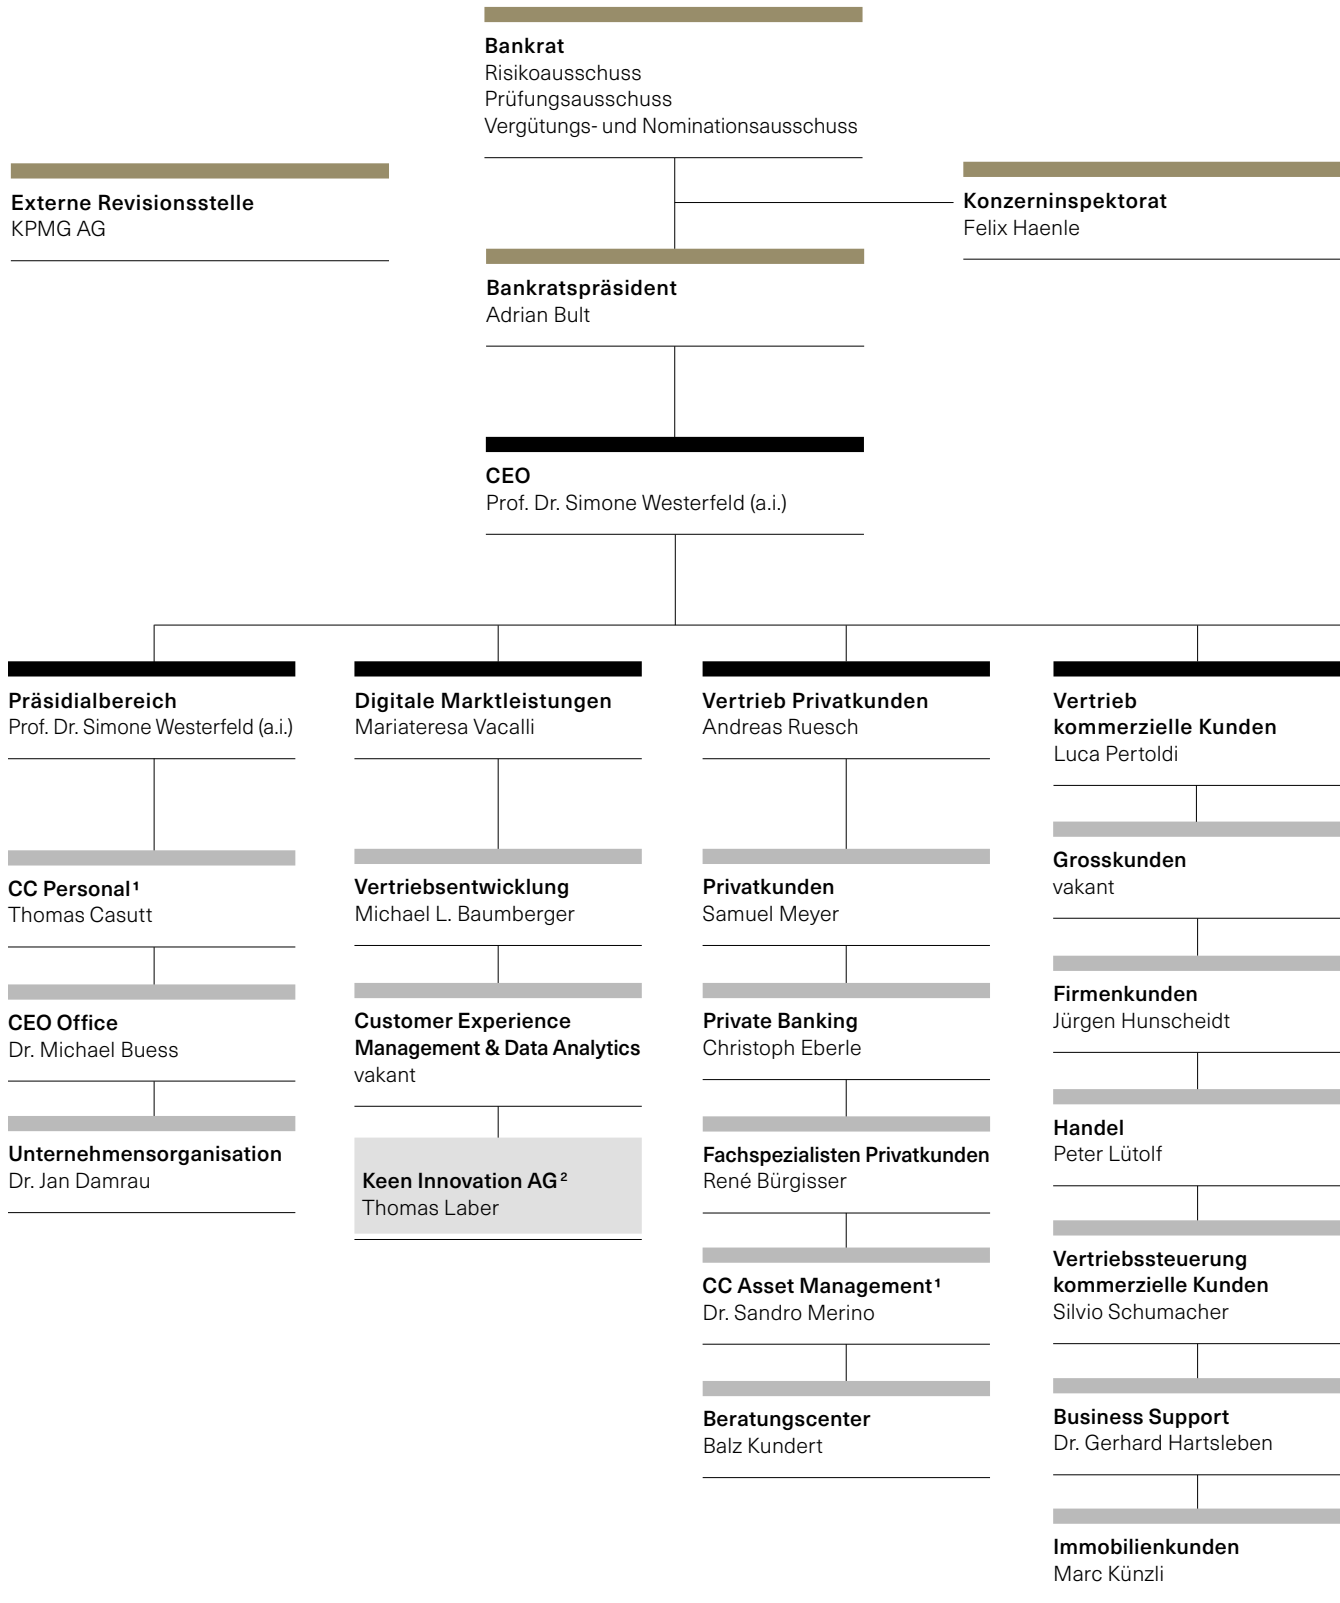 Bankrat
Risikoausschuss
Prüfungsausschuss
Vergütungs- und Nominationsausschuss
Externe Revisionsstelle
KPMG AG
Konzerninspektorat
Felix Haenle
Bankratspräsident
Adrian Bult
CEO
Prof. Dr. Simone Westerfeld (a.i.)
Präsidialbereich
Prof. Dr. Simone Westerfeld (a.i.)
CC Personal¹
Thomas Casutt
CEO Office
Dr. Michael Buess
Unternehmensorganisation
Dr. Jan Damrau
Digitale Marktleistungen
Mariateresa Vacalli
Vertriebsentwicklung
Michael L. Baumberger
Customer Experience
Management & Data Analytics
vakant
Keen Innovation AG²
Thomas Laber
Vertrieb Privatkunden
Andreas Ruesch
Privatkunden
Samuel Meyer
Private Banking
Christoph Eberle
Fachspezialisten Privatkunden
René Bürgisser
CC Asset Management¹
Dr. Sandro Merino
Beratungscenter
Balz Kundert
Vertrieb
kommerzielle Kunden
Luca Pertoldi
Grosskunden
vakant
Firmenkunden
Jürgen Hunscheidt
Handel
Peter Lütolf
Vertriebssteuerung
kommerzielle Kunden
Silvio Schumacher
Business Support
Dr. Gerhard Hartsleben
Immobilienkunden
Marc Künzli